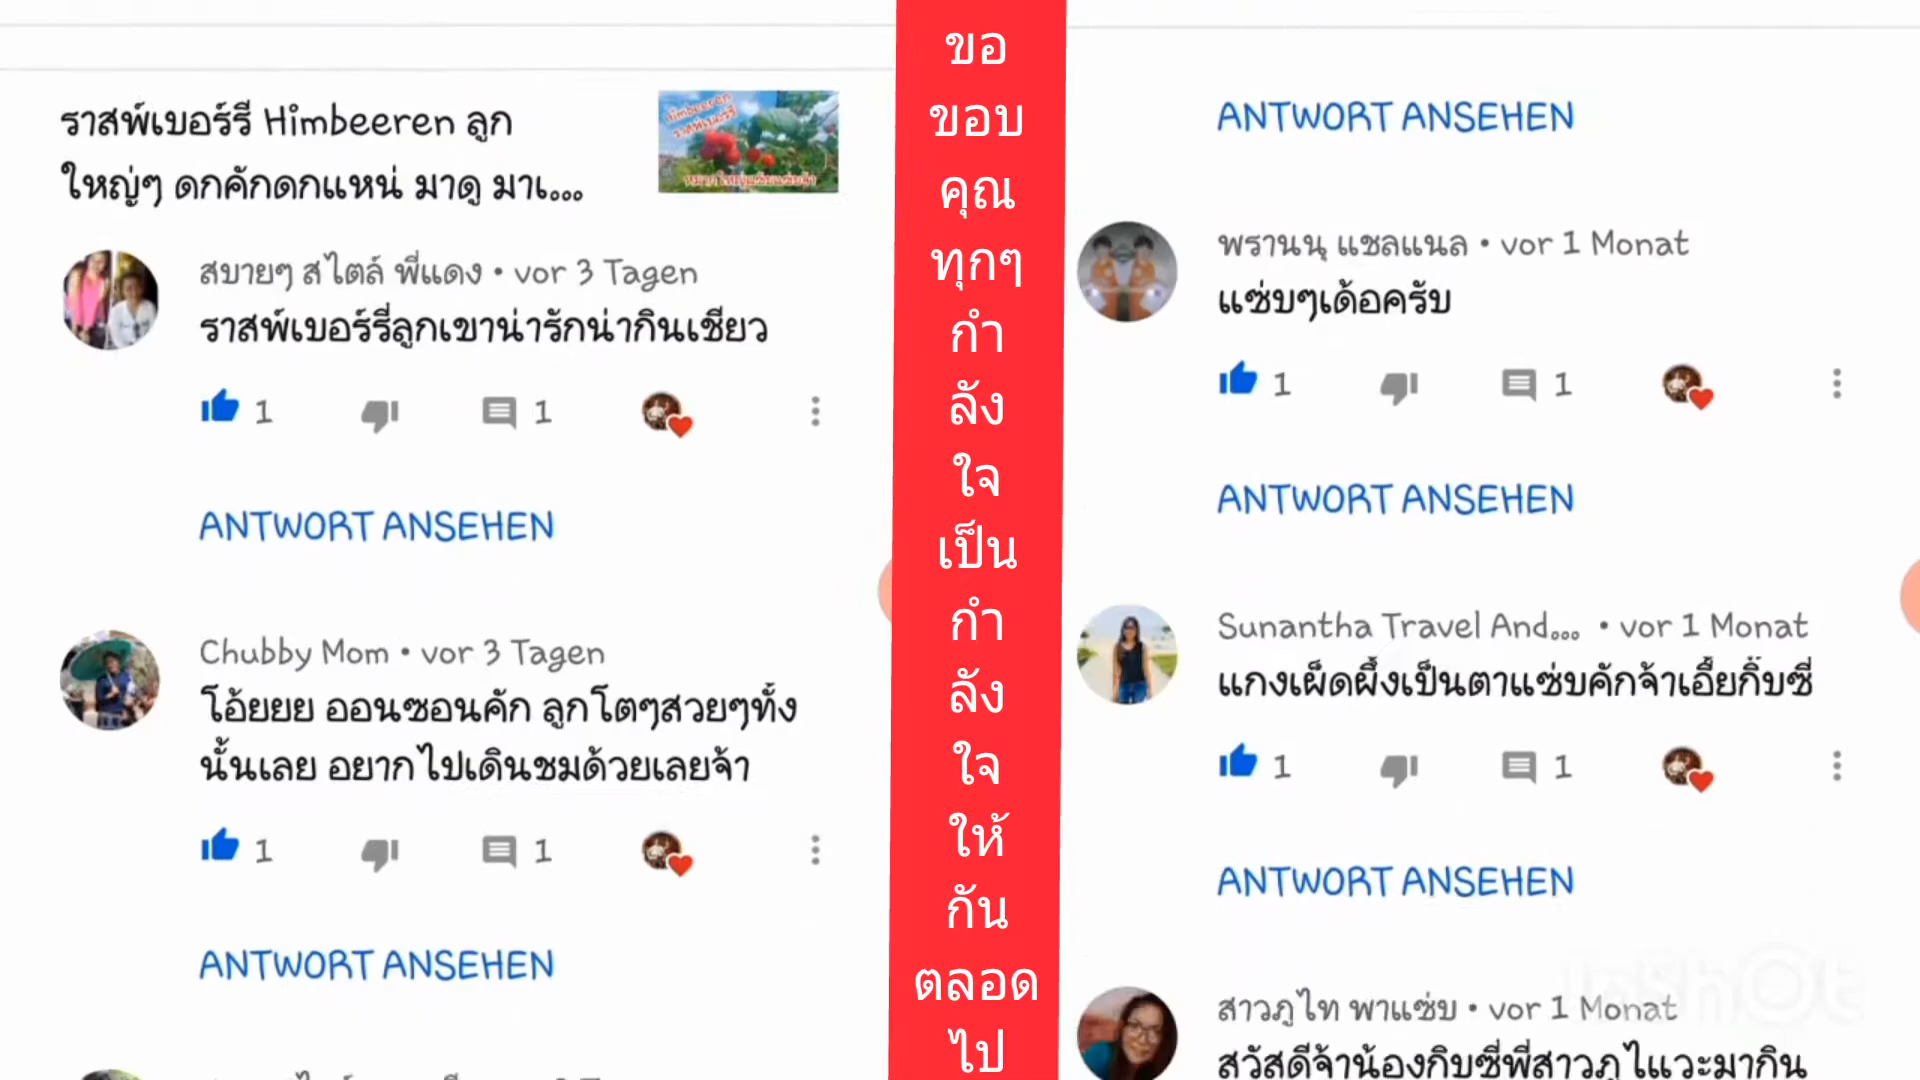 ราสพ์เบอร์รี Himbeeren ลูก
ใหญ่ๆ ดกคักดกแหน่ มาดู มาเ...
Himbeeren
ราสพ์เบอร์รี
สบายๆ สไตล์ พี่แดง • vor 3 Tagen
ราสพ์เบอร์รี่ลูกเขาน่ารักน่ากินเชียว
1
1
ANTWORT ANSEHEN
Chubby Mom • vor 3 Tagen
โอ้ยยย ออนซอนคัก ลูกโตๆสวยๆทั้ง
นั้นเลย อยากไปเดินชมด้วยเลยจ้า
1
1
ANTWORT ANSEHEN
ขอ
ขอบ
คุณ
ทุกๆ
กำ
ลัง
ใจ
เป็น
กำ
ลัง
ใจ
ให้
กัน
ตลอด
ไป
ANTWORT ANSEHEN
พรานนุ แชลแนล • vor 1 Monat
แซ่บๆเด้อครับ
1
1
ANTWORT ANSEHEN
Sunantha Travel And... • vor 1 Monat
แกงเผ็ดผึ้งเป็นตาแซ่บคักจ้าเอื้ยกิ๊บซี่
1
1
ANTWORT ANSEHEN
สาวภูไท พาแซ่บ • vor 1 Monat
สวัสดีจ้าน้องกิบซี่พี่สาวภูไแวะมากิน
InShOt